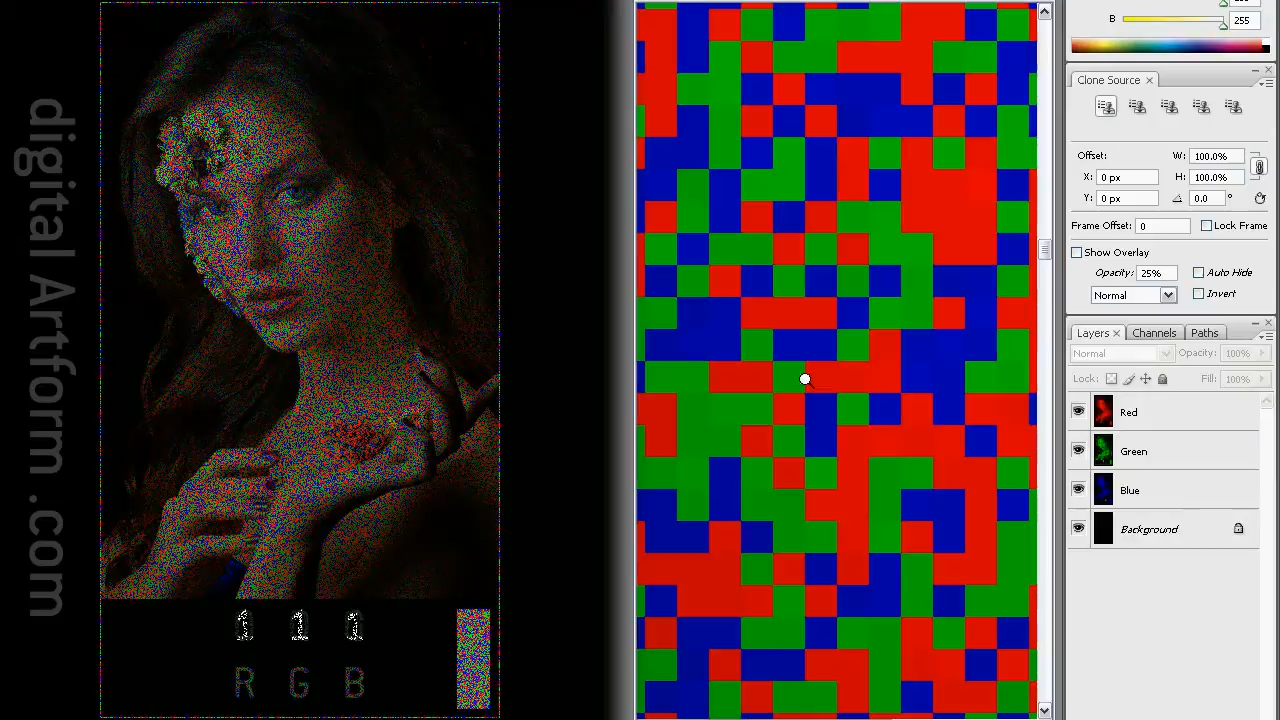 digital Artform .com
1 1 1
R G B
B 255
Clone Source ×
Offset: W: 100.0%
X: 0 px H: 100.0%
Y: 0 px 0.0 °
Frame Offset: 0 Lock Frame
Show Overlay
Opacity: 25% Auto Hide
Normal Invert
Layers × Channels Paths
Normal Opacity: 100%
Lock: Fill: 100%
Red
Green
Blue
Background